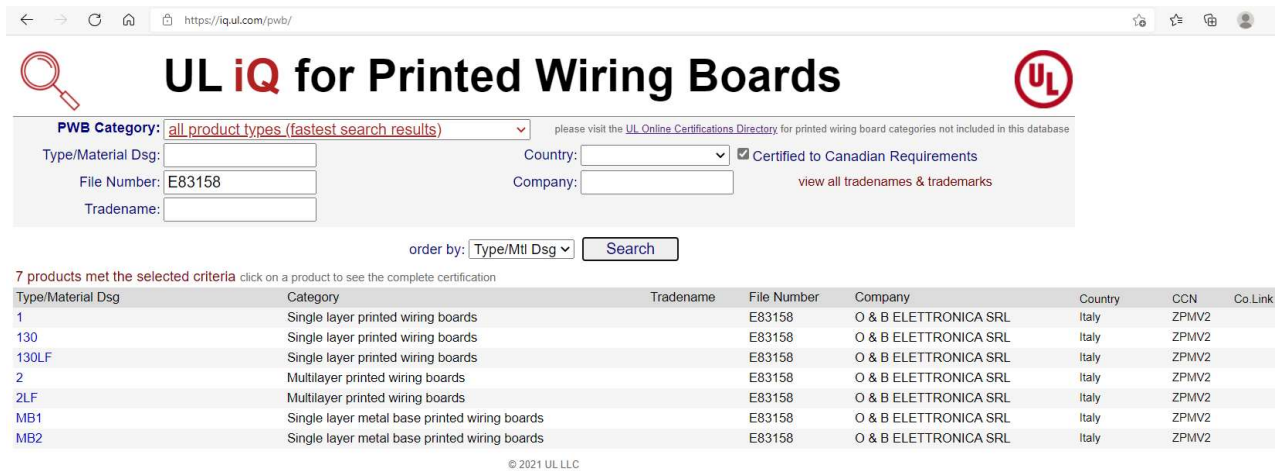 https://iq.ul.com/pwb/
UL iQ for Printed Wiring Boards
UL
PWB Category: all product types (fastest search results) please visit the UL Online Certifications Directory for printed wiring board categories not included in this database
Type/Material Dsg: Country: Certified to Canadian Requirements
File Number: E83158 Company: view all tradenames & trademarks
Tradename:
order by: Type/Mtl Dsg Search
7 products met the selected criteria click on a product to see the complete certification
Type/Material Dsg Category Tradename File Number Company Country CCN Co.Link
1 Single layer printed wiring boards E83158 O & B ELETTRONICA SRL Italy ZPMV2
130 Single layer printed wiring boards E83158 O & B ELETTRONICA SRL Italy ZPMV2
130LF Single layer printed wiring boards E83158 O & B ELETTRONICA SRL Italy ZPMV2
2 Multilayer printed wiring boards E83158 O & B ELETTRONICA SRL Italy ZPMV2
2LF Multilayer printed wiring boards E83158 O & B ELETTRONICA SRL Italy ZPMV2
MB1 Single layer metal base printed wiring boards E83158 O & B ELETTRONICA SRL Italy ZPMV2
MB2 Single layer metal base printed wiring boards E83158 O & B ELETTRONICA SRL Italy ZPMV2
© 2021 UL LLC